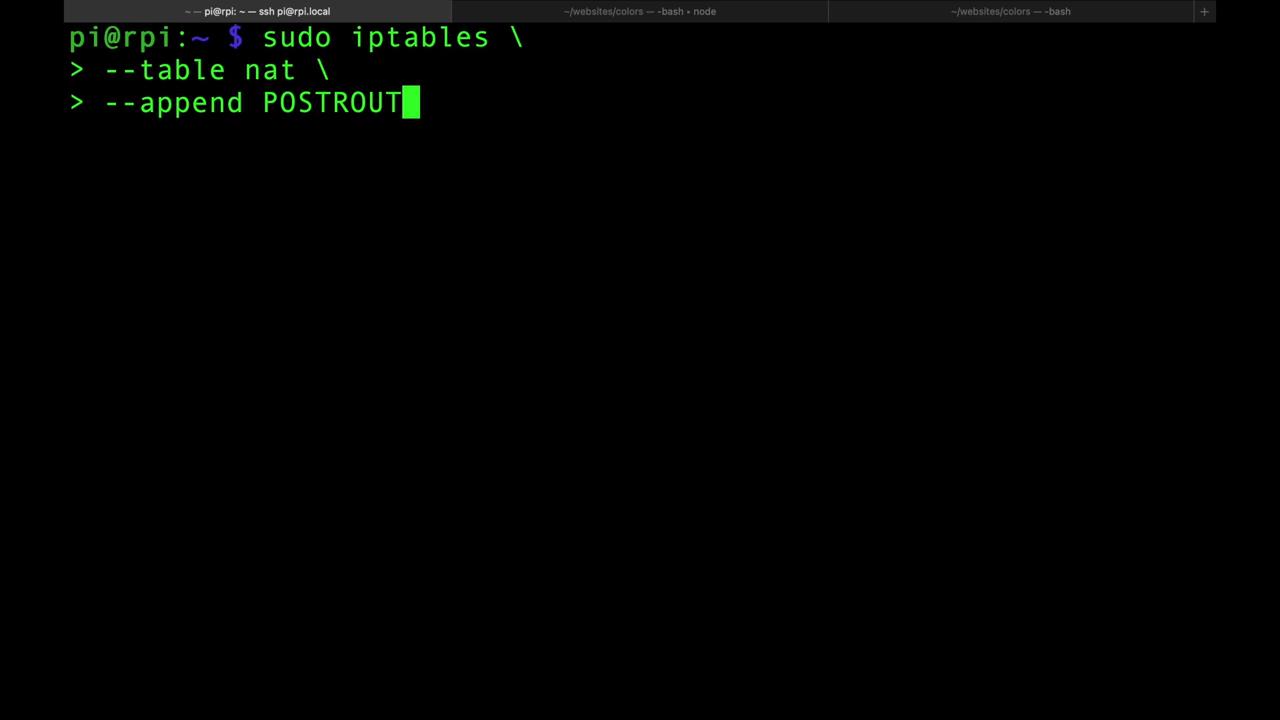 ~ — pi@rpi: ~ — ssh pi@rpi.local
~/websites/colors — -bash ▸ node
~/websites/colors — -bash
+
pi@rpi:~ $ sudo iptables \
> --table nat \
> --append POSTROUT